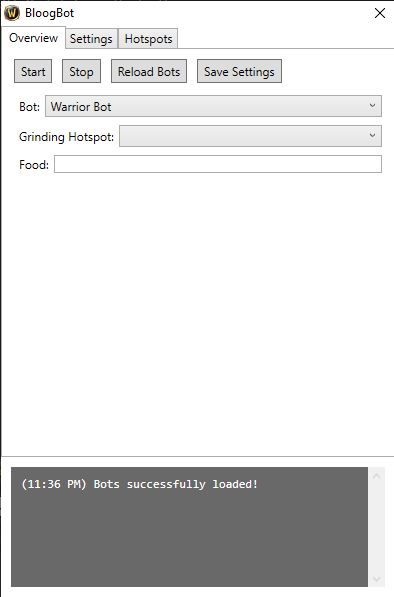 BloogBot
Overview Settings Hotspots
Start Stop Reload Bots Save Settings
Bot: Warrior Bot
Grinding Hotspot:
Food:
(11:36 PM) Bots successfully loaded!